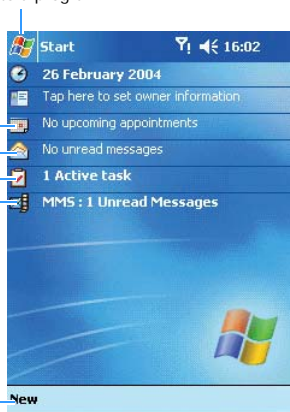 Start 16:02
26 February 2004
Tap here to set owner information
No upcoming appointments
No unread messages
1 Active task
MMS : 1 Unread Messages
New